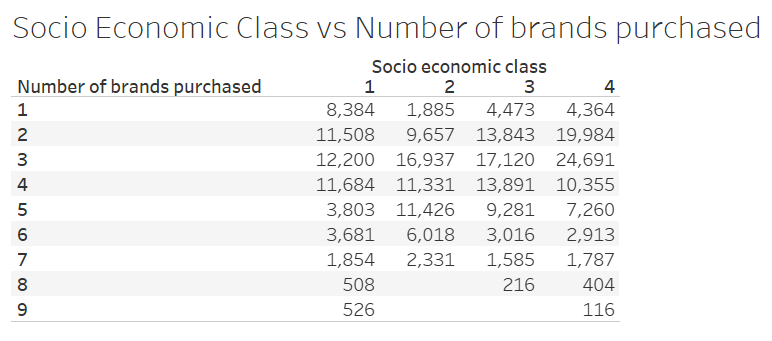 Socio Economic Class vs Number of brands purchased
Socio economic class
Number of brands purchased 1 2 3 4
1 8,384 1,885 4,473 4,364
2 11,508 9,657 13,843 19,984
3 12,200 16,937 17,120 24,691
4 11,684 11,331 13,891 10,355
5 3,803 11,426 9,281 7,260
6 3,681 6,018 3,016 2,913
7 1,854 2,331 1,585 1,787
8 508 216 404
9 526 116